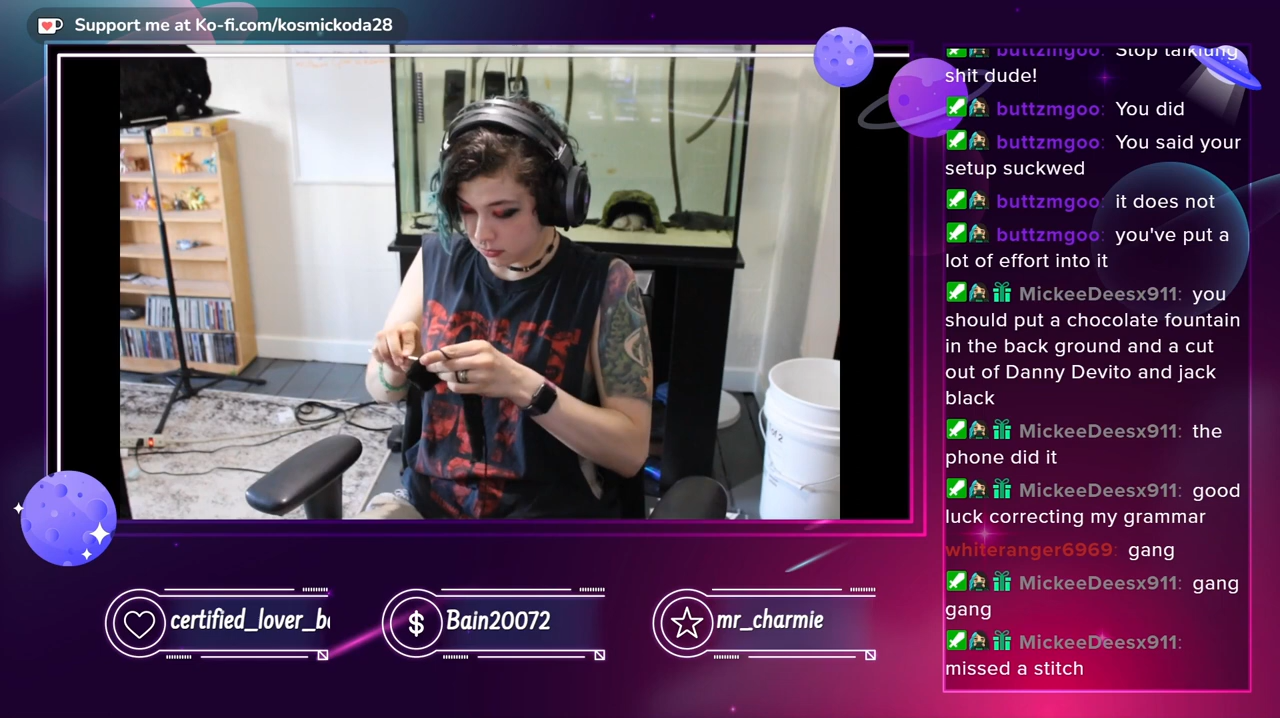 Support me at Ko-fi.com/kosmickoda28
buttzmgoo: Stop talkiung
shit dude!
buttzmgoo: You did
buttzmgoo: You said your
setup suckwed
buttzmgoo: it does not
buttzmgoo: you've put a
lot of effort into it
MickeeDeesx911: you
should put a chocolate fountain
in the back ground and a cut
out of Danny Devito and jack
black
MickeeDeesx911: the
phone did it
MickeeDeesx911: good
luck correcting my grammar
whiteranger6969: gang
MickeeDeesx911: gang
gang
MickeeDeesx911:
missed a stitch
certified_lover_b
$ Bain20072
mr_charmie